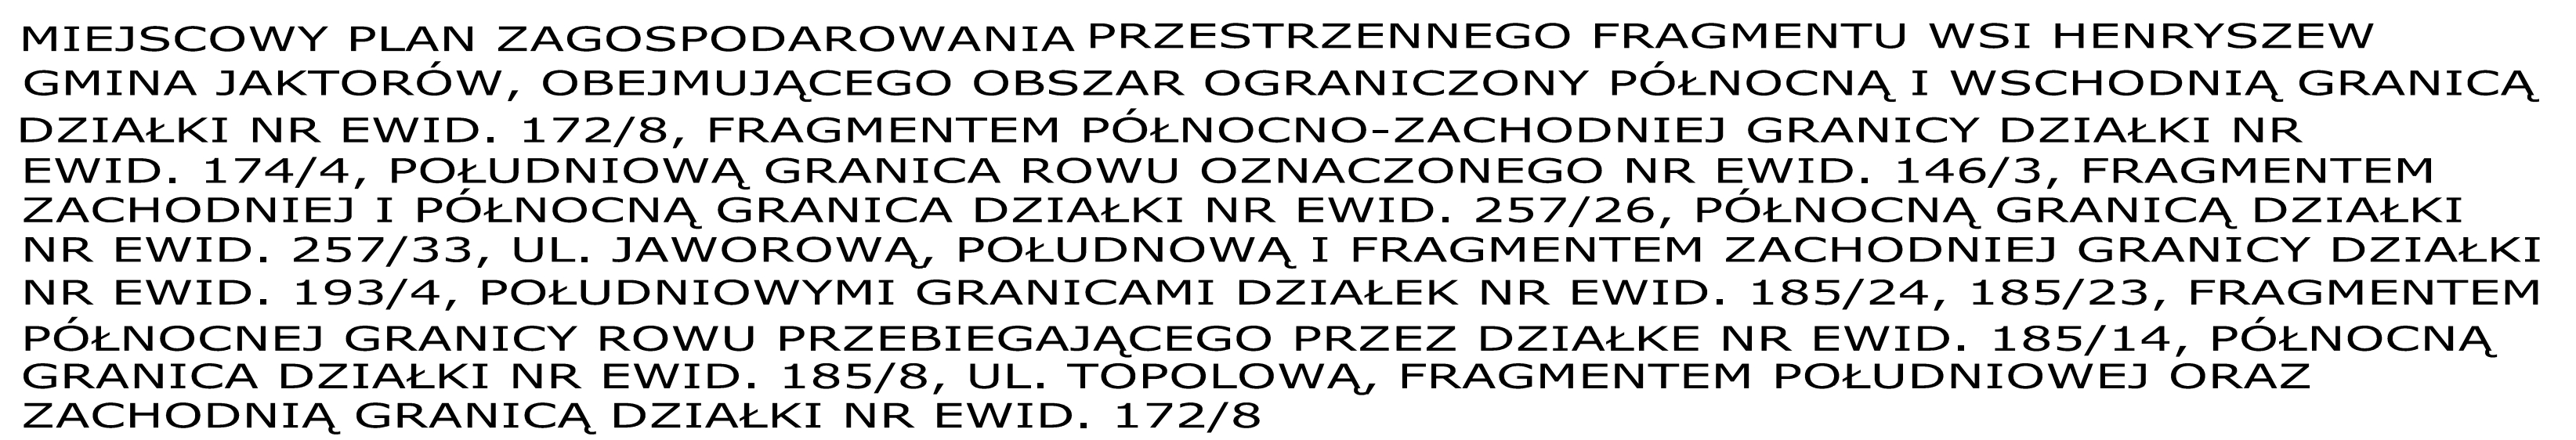 MIEJSCOWY PLAN ZAGOSPODAROWANIA PRZESTRZENNEGO FRAGMENTU WSI HENRYSZEW
GMINA JAKTORÓW, OBEJMUJĄCEGO OBSZAR OGRANICZONY PÓŁNOCNĄ I WSCHODNIĄ GRANICĄ
DZIAŁKI NR EWID. 172/8, FRAGMENTEM PÓŁNOCNO-ZACHODNIEJ GRANICY DZIAŁKI NR
EWID. 174/4, POŁUDNIOWĄ GRANICA ROWU OZNACZONEGO NR EWID. 146/3, FRAGMENTEM
ZACHODNIEJ I PÓŁNOCNĄ GRANICA DZIAŁKI NR EWID. 257/26, PÓŁNOCNĄ GRANICĄ DZIAŁKI
NR EWID. 257/33, UL. JAWOROWĄ, POŁUDNOWĄ I FRAGMENTEM ZACHODNIEJ GRANICY DZIAŁKI
NR EWID. 193/4, POŁUDNIOWYMI GRANICAMI DZIAŁEK NR EWID. 185/24, 185/23, FRAGMENTEM
PÓŁNOCNEJ GRANICY ROWU PRZEBIEGAJĄCEGO PRZEZ DZIAŁKE NR EWID. 185/14, PÓŁNOCNĄ
GRANICA DZIAŁKI NR EWID. 185/8, UL. TOPOLOWĄ, FRAGMENTEM POŁUDNIOWEJ ORAZ
ZACHODNIĄ GRANICĄ DZIAŁKI NR EWID. 172/8